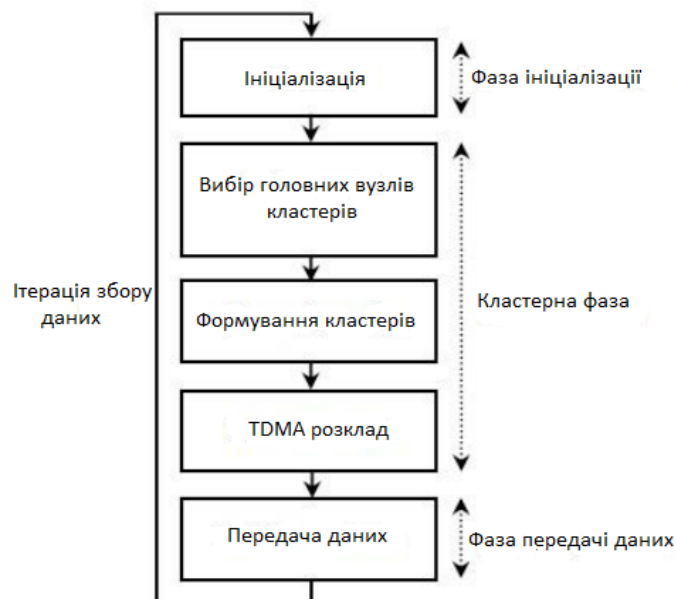 Ініціалізація
Фаза ініціалізації
Вибір головних вузлів
кластерів
Ітерація збору
даних
Формування кластерів
Кластерна фаза
TDMA розклад
Передача даних
Фаза передачі даних